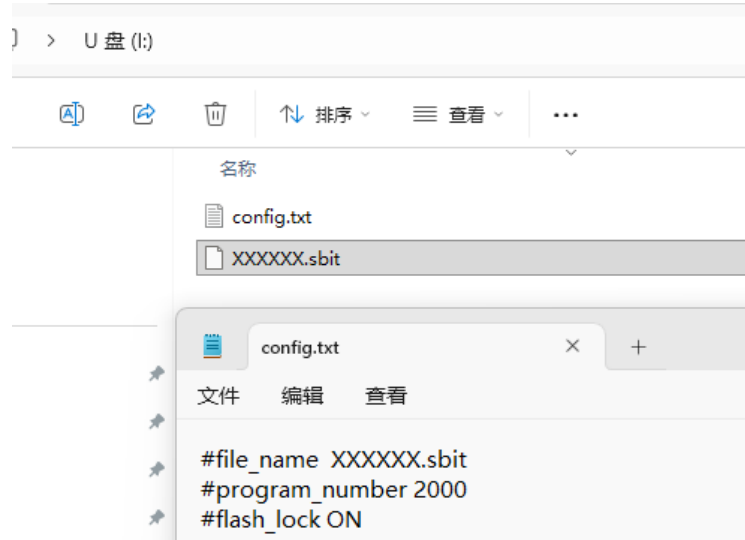 U 盘 (I:)
排序 查看
名称
config.txt
XXXXXX.sbit
config.txt
文件 编辑 查看
#file_name XXXXXX.sbit
#program_number 2000
#flash_lock ON